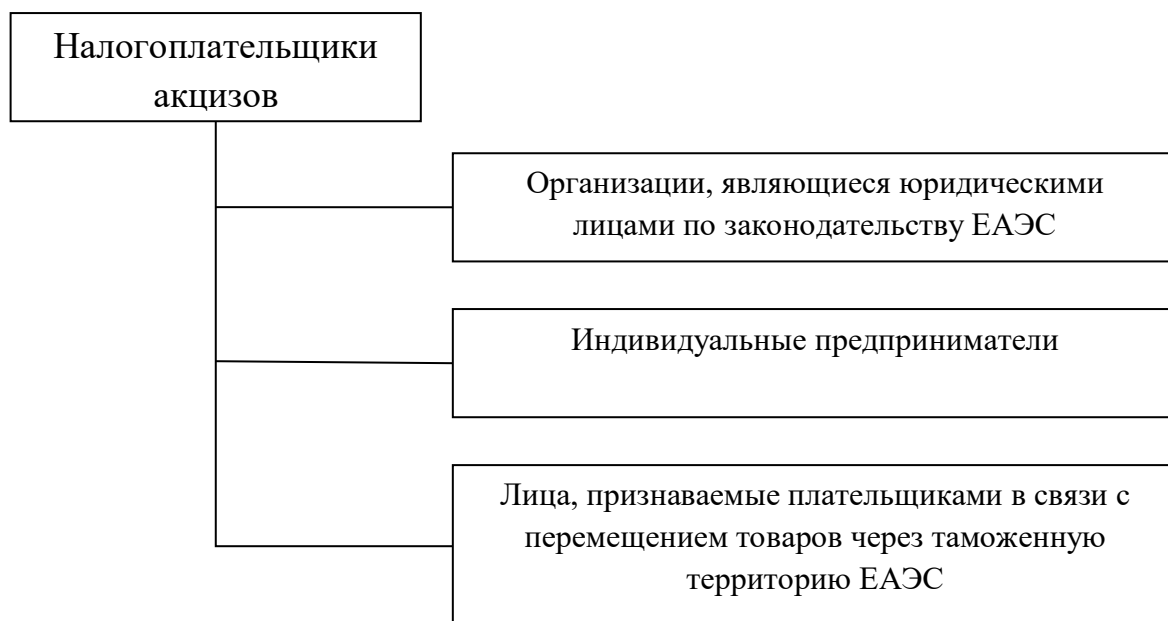 Налогоплательщики
акцизов
Организации, являющиеся юридическими
лицами по законодательству ЕАЭС
Индивидуальные предприниматели
Лица, признаваемые плательщиками в связи с
перемещением товаров через таможенную
территорию ЕАЭС